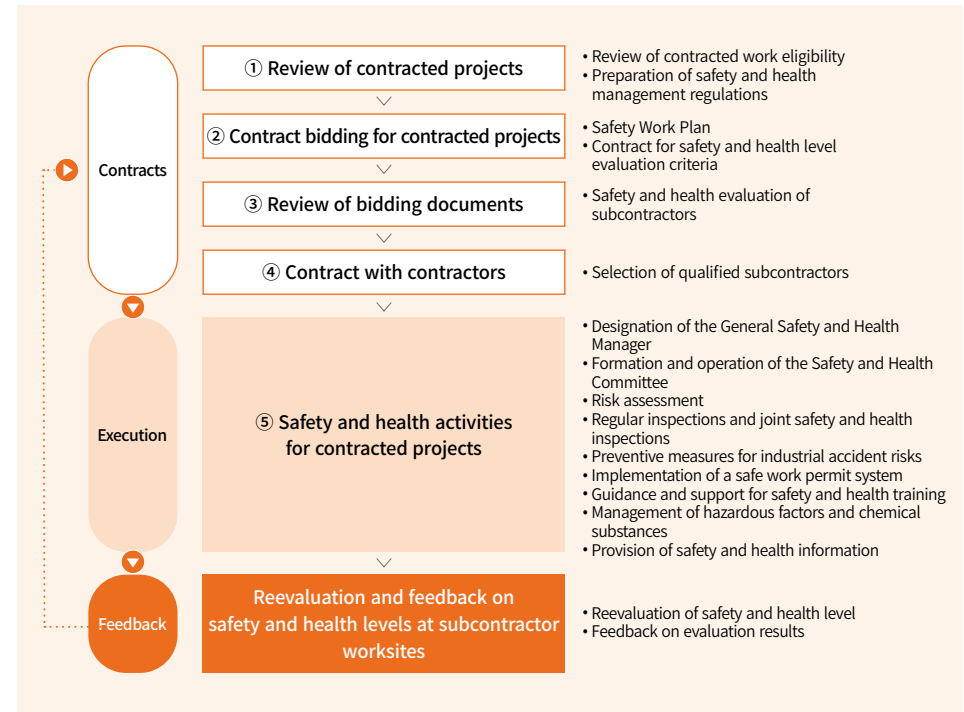 Contracts
① Review of contracted projects
• Review of contracted work eligibility
• Preparation of safety and health
management regulations
② Contract bidding for contracted projects
• Safety Work Plan
• Contract for safety and health level
evaluation criteria
③ Review of bidding documents
• Safety and health evaluation of
subcontractors
④ Contract with contractors
• Selection of qualified subcontractors
Execution
⑤ Safety and health activities
for contracted projects
• Designation of the General Safety and Health
Manager
• Formation and operation of the Safety and Health
Committee
• Risk assessment
• Regular inspections and joint safety and health
inspections
• Preventive measures for industrial accident risks
• Implementation of a safe work permit system
• Guidance and support for safety and health training
• Management of hazardous factors and chemical
substances
• Provision of safety and health information
Feedback
Reevaluation and feedback on
safety and health levels at subcontractor
worksites
• Reevaluation of safety and health level
• Feedback on evaluation results